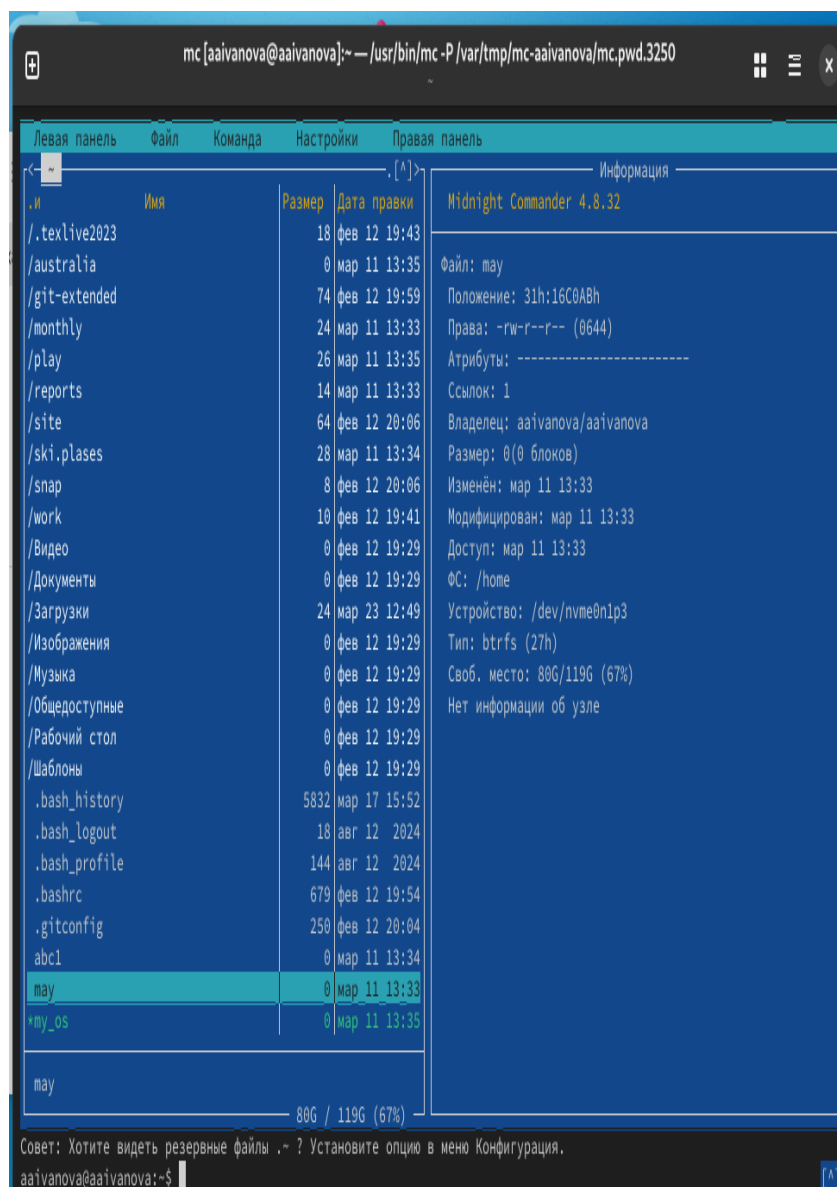 mc [aaivanova@aaivanova]:~ — /usr/bin/mc -P /var/tmp/mc-aaivanova/mc.pwd.3250
~
Левая панель Файл Команда Настройки Правая панель
<─ ~ ─.[^]>
.и Имя Размер Дата правки
/.texlive2023 18 фев 12 19:43
/australia 0 мар 11 13:35
/git-extended 74 фев 12 19:59
/monthly 24 мар 11 13:33
/play 26 мар 11 13:35
/reports 14 мар 11 13:33
/site 64 фев 12 20:06
/ski.plases 28 мар 11 13:34
/snap 8 фев 12 20:06
/work 10 фев 12 19:41
/Видео 0 фев 12 19:29
/Документы 0 фев 12 19:29
/Загрузки 24 мар 23 12:49
/Изображения 0 фев 12 19:29
/Музыка 0 фев 12 19:29
/Общедоступные 0 фев 12 19:29
/Рабочий стол 0 фев 12 19:29
/Шаблоны 0 фев 12 19:29
.bash_history 5832 мар 17 15:52
.bash_logout 18 авг 12 2024
.bash_profile 144 авг 12 2024
.bashrc 679 фев 12 19:54
.gitconfig 250 фев 12 20:04
abc1 0 мар 11 13:34
may 0 мар 11 13:33
*my_os 0 мар 11 13:35
may
80G / 119G (67%)
Информация
Midnight Commander 4.8.32
Файл: may
Положение: 31h:16C0ABh
Права: -rw-r--r-- (0644)
Атрибуты: -------------------------
Ссылок: 1
Владелец: aaivanova/aaivanova
Размер: 0(0 блоков)
Изменён: мар 11 13:33
Модифицирован: мар 11 13:33
Доступ: мар 11 13:33
ФС: /home
Устройство: /dev/nvme0n1p3
Тип: btrfs (27h)
Своб. место: 80G/119G (67%)
Нет информации об узле
Совет: Хотите видеть резервные файлы .~ ? Установите опцию в меню Конфигурация.
aaivanova@aaivanova:~$ [^]